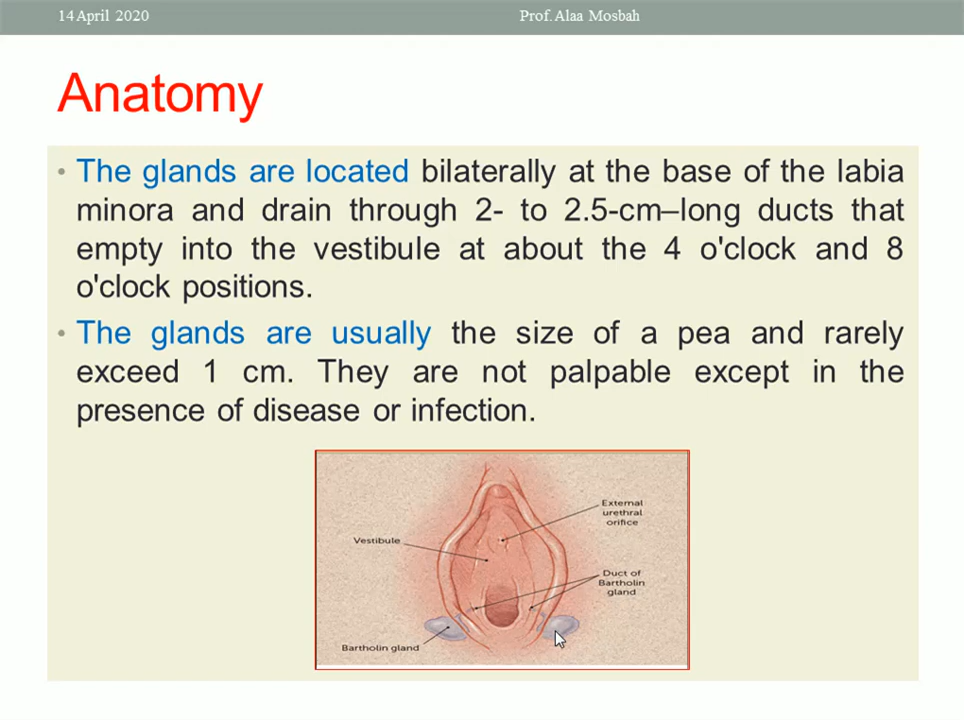 14 April 2020
Prof. Alaa Mosbah
Anatomy
• The glands are located bilaterally at the base of the labia
minora and drain through 2- to 2.5-cm–long ducts that
empty into the vestibule at about the 4 o'clock and 8
o'clock positions.
• The glands are usually the size of a pea and rarely
exceed 1 cm. They are not palpable except in the
presence of disease or infection.
External
urethral
orifice
Vestibule
Duct of
Bartholin
gland
Bartholin gland